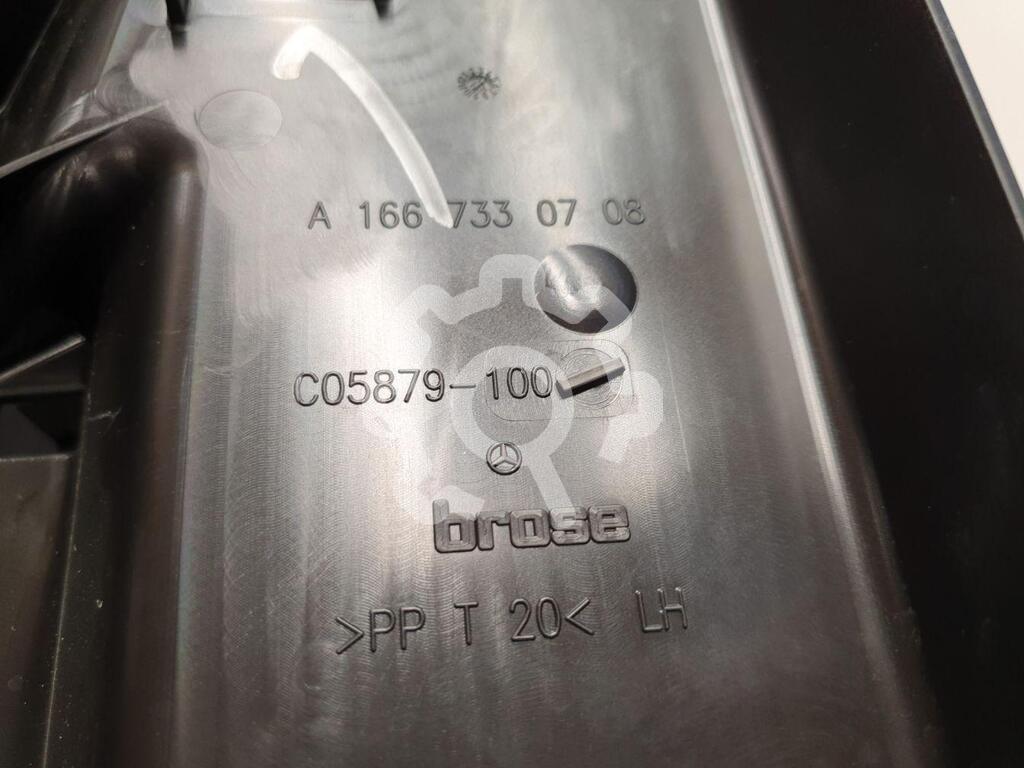 A 166 733 07 08
C05879-100
brose
>PP T 20< LH